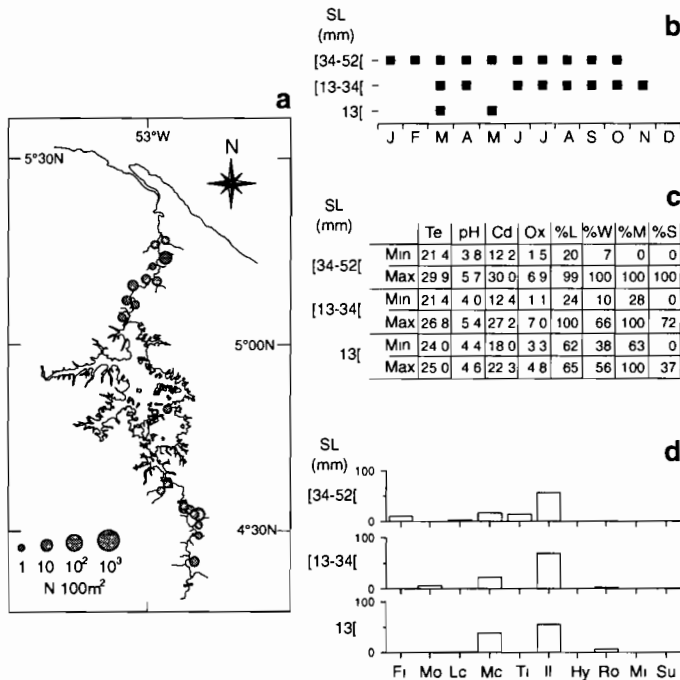 a
53°W
N
5°30N
5°00N
4°30N
1 10 10² 10³
N 100m²
b
SL
(mm)
[34-52[
[13-34[
13[
J F M A M J J A S O N D
c
SL
(mm)
Te pH Cd Ox %L %W %M %S
[34-52[
Min 21 4 3 8 12 2 1 5 20 7 0 0
Max 29 9 5 7 30 0 6 9 99 100 100 100
[13-34[
Min 21 4 4 0 12 4 1 1 24 10 28 0
Max 26 8 5 4 27 2 7 0 100 66 100 72
13[
Min 24 0 4 4 18 0 3 3 62 38 63 0
Max 25 0 4 6 22 3 4 8 65 56 100 37
d
SL
(mm)
100
[34-52[
0
100
[13-34[
0
100
13[
0
Fi Mo Lc Mc Ti Il Hy Ro Mi Su